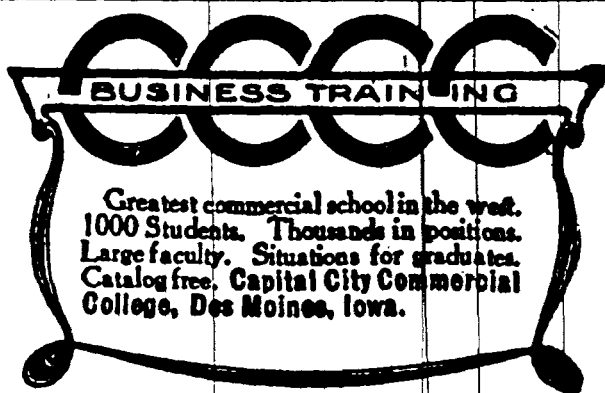 CCCC
BUSINESS TRAINING
Greatest commercial school in the west.
1000 Students. Thousands in positions.
Large faculty. Situations for graduates.
Catalog free. Capital City Commercial
College, Des Moines, Iowa.